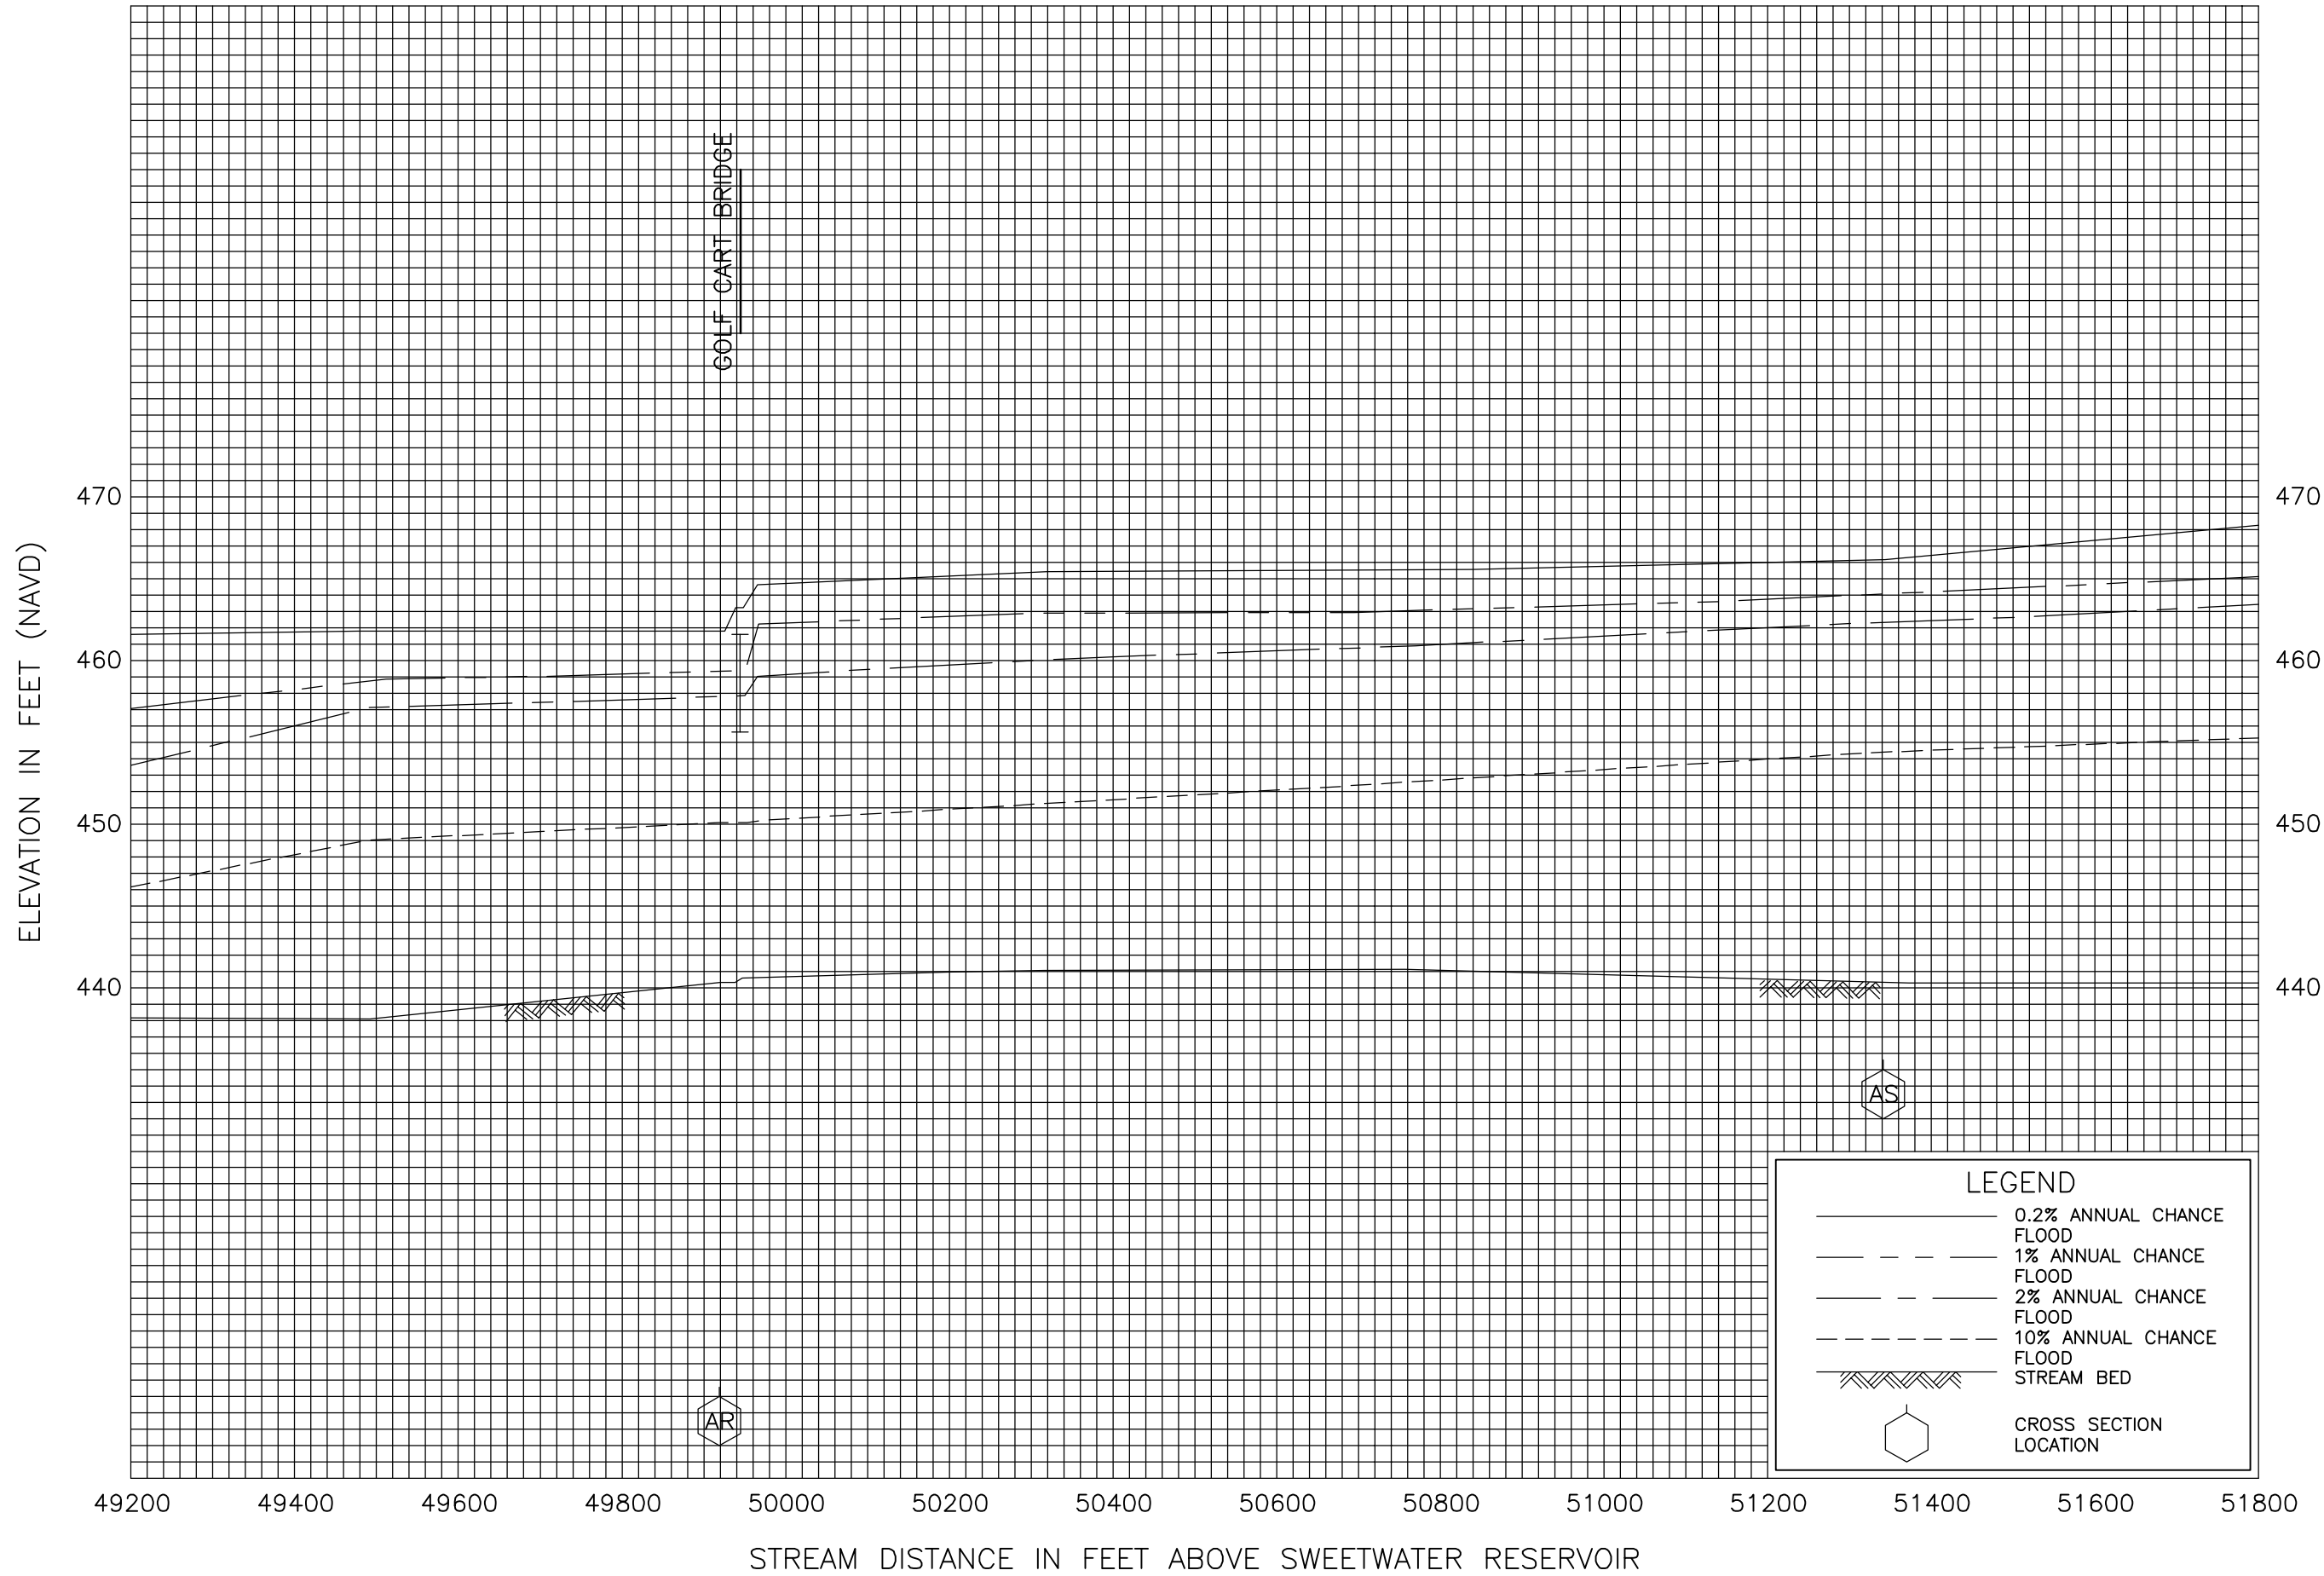 GOLF CART BRIDGE
ELEVATION IN FEET (NAVD)
470
460
450
440
470
460
450
440
AS
AR
LEGEND
0.2% ANNUAL CHANCE
FLOOD
1% ANNUAL CHANCE
FLOOD
2% ANNUAL CHANCE
FLOOD
10% ANNUAL CHANCE
FLOOD
STREAM BED
CROSS SECTION
LOCATION
49200 49400 49600 49800 50000 50200 50400 50600 50800 51000 51200 51400 51600 51800
STREAM DISTANCE IN FEET ABOVE SWEETWATER RESERVOIR